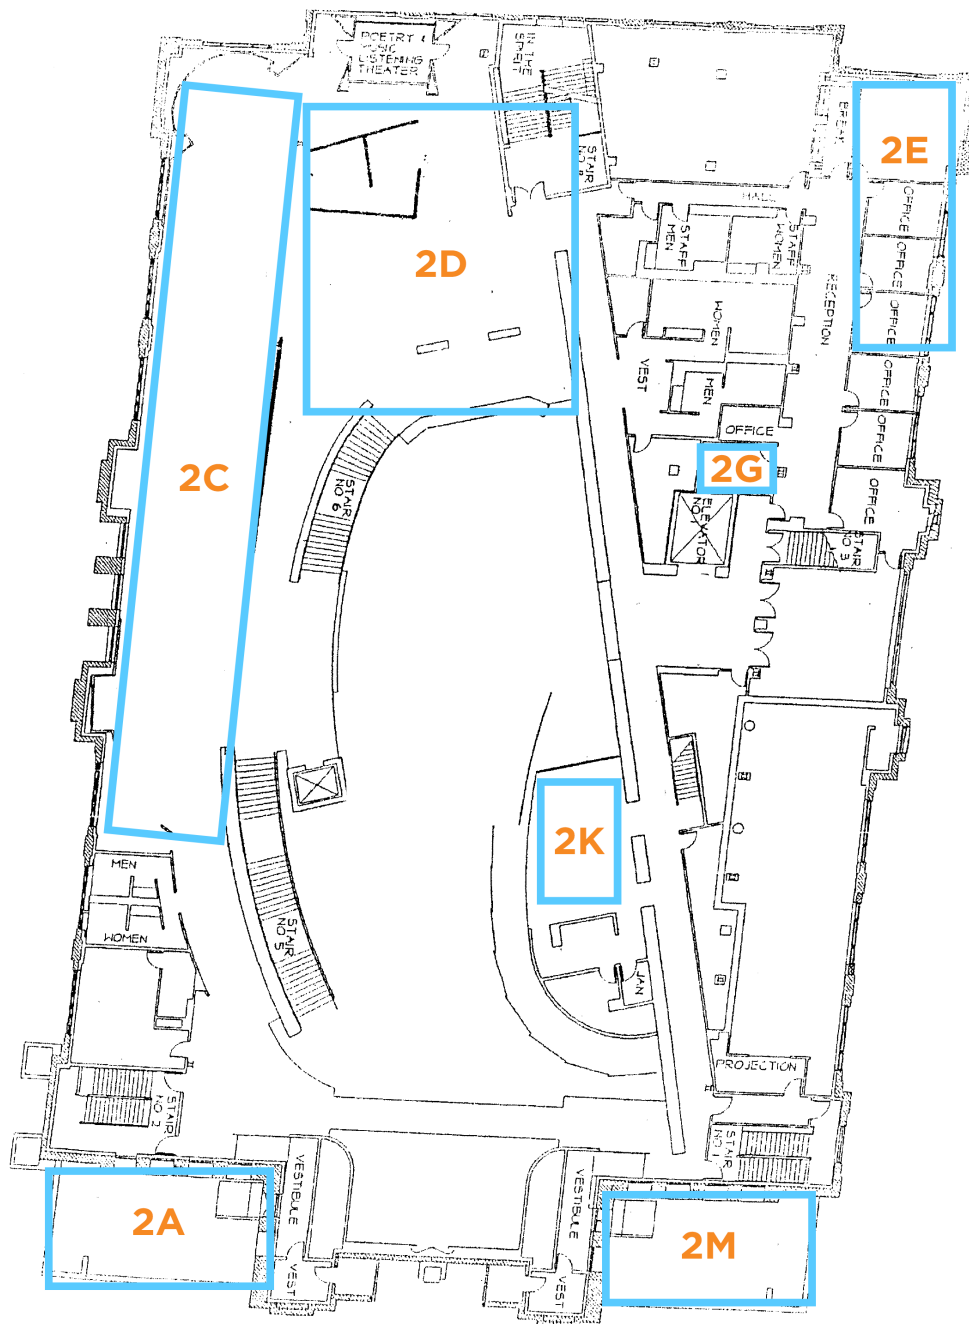 POETRY &
MUSIC
LISTENING
THEATER
IN THE
SPIRIT
BREAK
2E
STAIR
HALL
OFFICE
STAFF
MEN
STAFF
WOMEN
2D
OFFICE
RECEPTION
OFFICE
WOMEN
VEST
MEN
OFFICE
OFFICE
OFFICE
2G
2C
STAIR
NO 6
ELEVATOR
NO 1
OFFICE
STAIR
NO 3
2K
MEN
WOMEN
STAIR
NO 5
JAN
PROJECTION
STAIR
NO 2
STAIR
NO 1
VESTIBULE
VESTIBULE
2A
2M
VEST
VEST